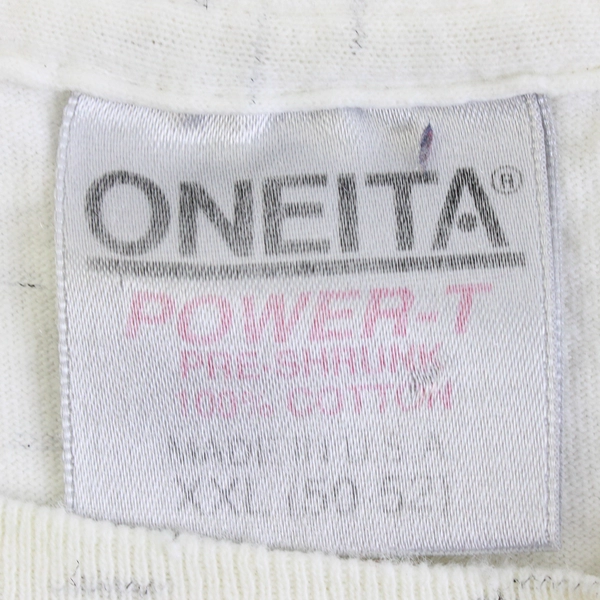 ONEITA®
POWER-T
PRE-SHRUNK
100% COTTON
MADE IN U.S.A
XXL (50-52)